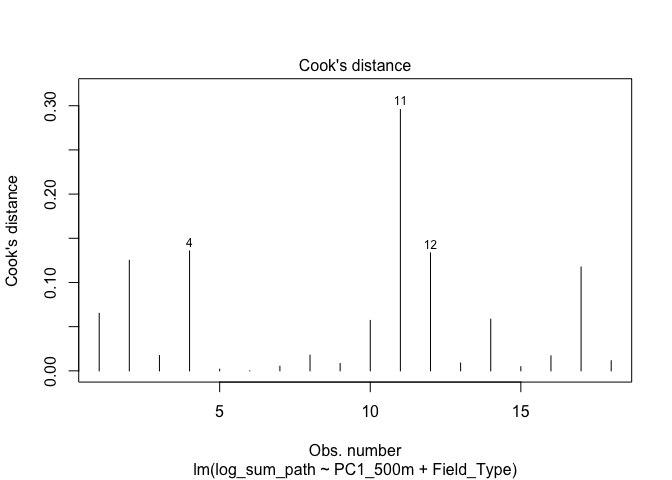 Cook's distance
Cook's distance
0.30
0.20
0.10
0.00
11
4
12
5 10 15
Obs. number
lm(log_sum_path ~ PC1_500m + Field_Type)